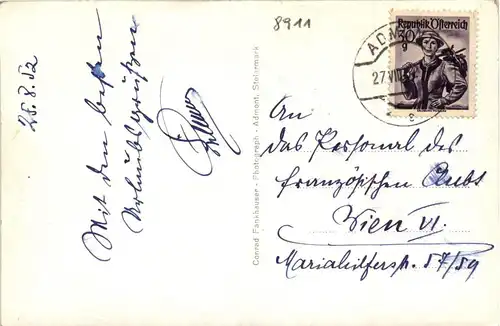 8911
25.8.52
Mit den besten
Urlaubsgrüßen
Conrad Fankhauser - Photograph - Admont, Steiermark
Republik Österreich
30
g
ADM
27.VIII
An
das Personal des
französischen Clubs
Wien VI.
Mariahilferstr. 57/59